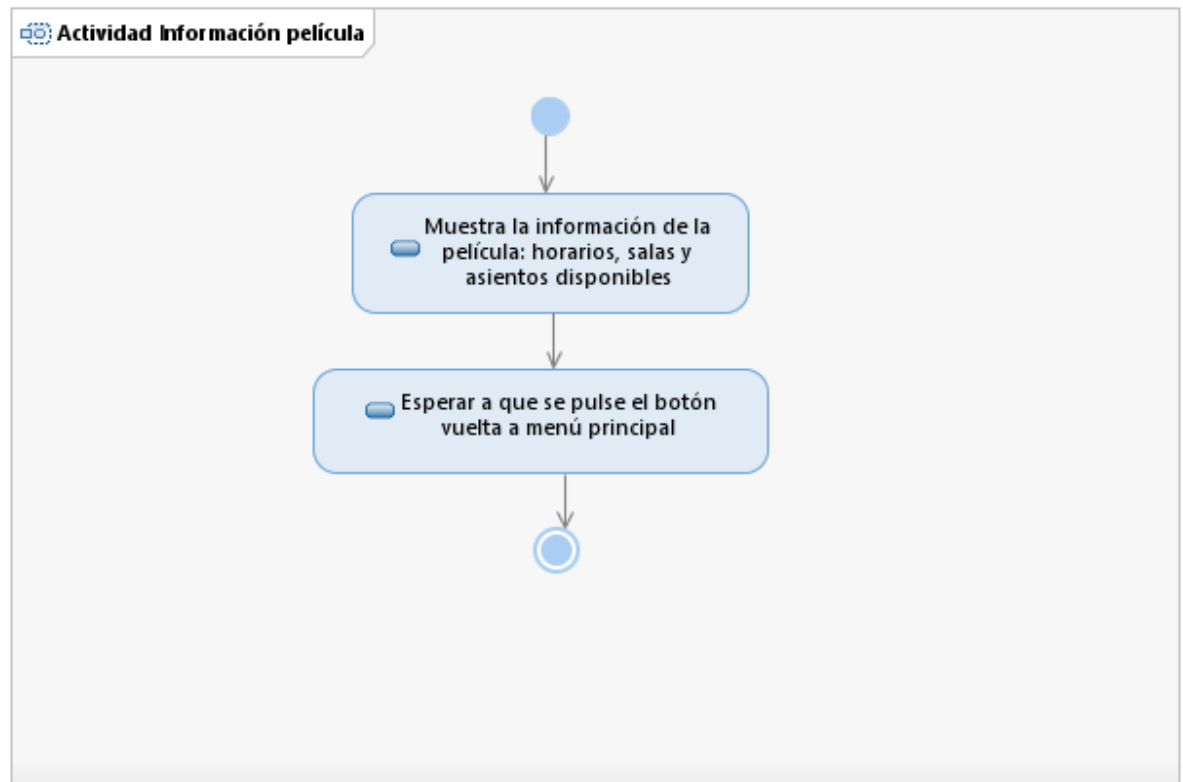 Actividad Información película
Muestra la información de la
película: horarios, salas y
asientos disponibles
Esperar a que se pulse el botón
vuelta a menú principal